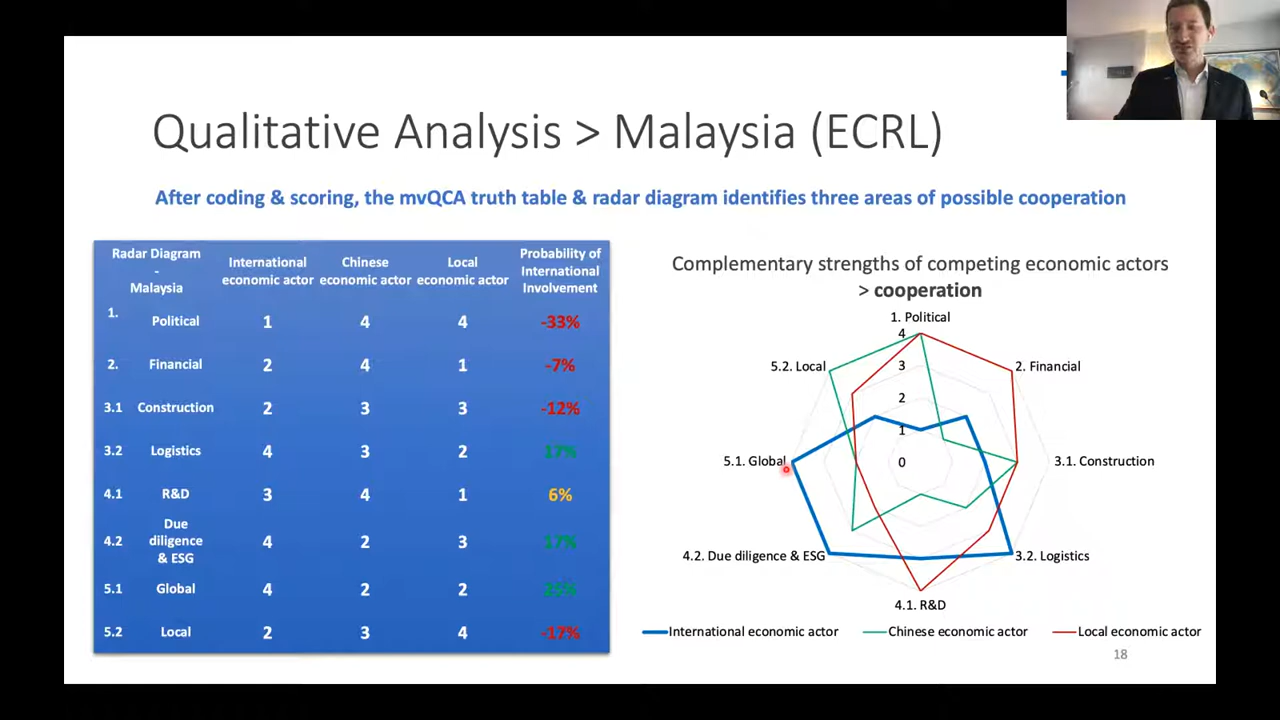 Qualitative Analysis > Malaysia (ECRL)
After coding & scoring, the mvQCA truth table & radar diagram identifies three areas of possible cooperation
Radar Diagram
-
Malaysia
International
economic actor
Chinese
economic actor
Local
economic actor
Probability of
International
Involvement
1. Political 1 4 4 -33%
2. Financial 2 4 1 -7%
3.1 Construction 2 3 3 -12%
3.2 Logistics 4 3 2 17%
4.1 R&D 3 4 1 6%
4.2 Due
diligence
& ESG 4 2 3 17%
5.1 Global 4 2 2 25%
5.2 Local 2 3 4 -17%
Complementary strengths of competing economic actors
> cooperation
1. Political
4
5.2. Local
3
2. Financial
2
1
5.1. Global
0
3.1. Construction
4.2. Due diligence & ESG
3.2. Logistics
4.1. R&D
International economic actor
Chinese economic actor
Local economic actor
18